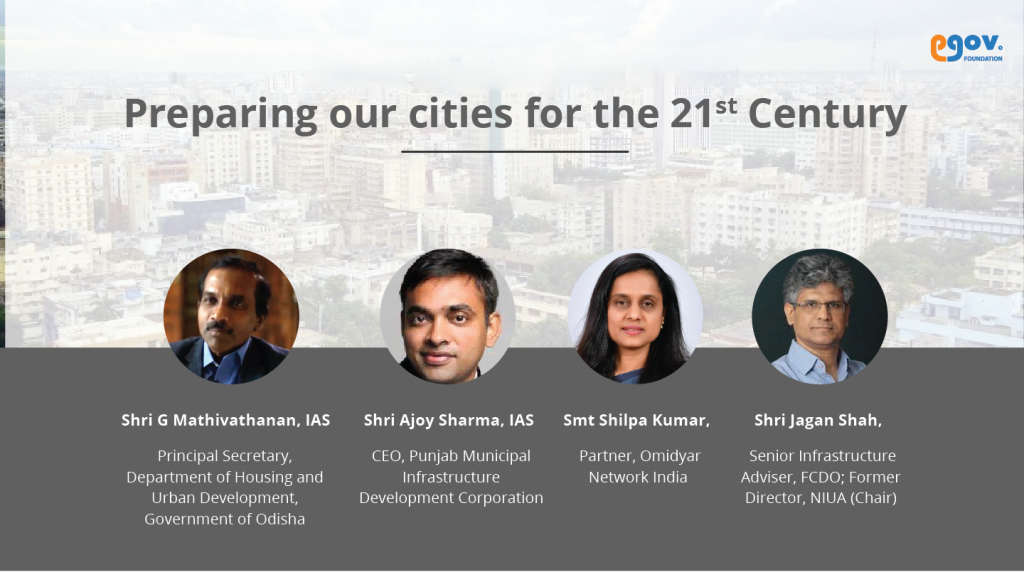 egov.
FOUNDATION
Preparing our cities for the 21st Century
Shri G Mathivathanan, IAS
Principal Secretary,
Department of Housing and
Urban Development,
Government of Odisha
Shri Ajoy Sharma, IAS
CEO, Punjab Municipal
Infrastructure
Development Corporation
Smt Shilpa Kumar,
Partner, Omidyar
Network India
Shri Jagan Shah,
Senior Infrastructure
Adviser, FCDO; Former
Director, NIUA (Chair)